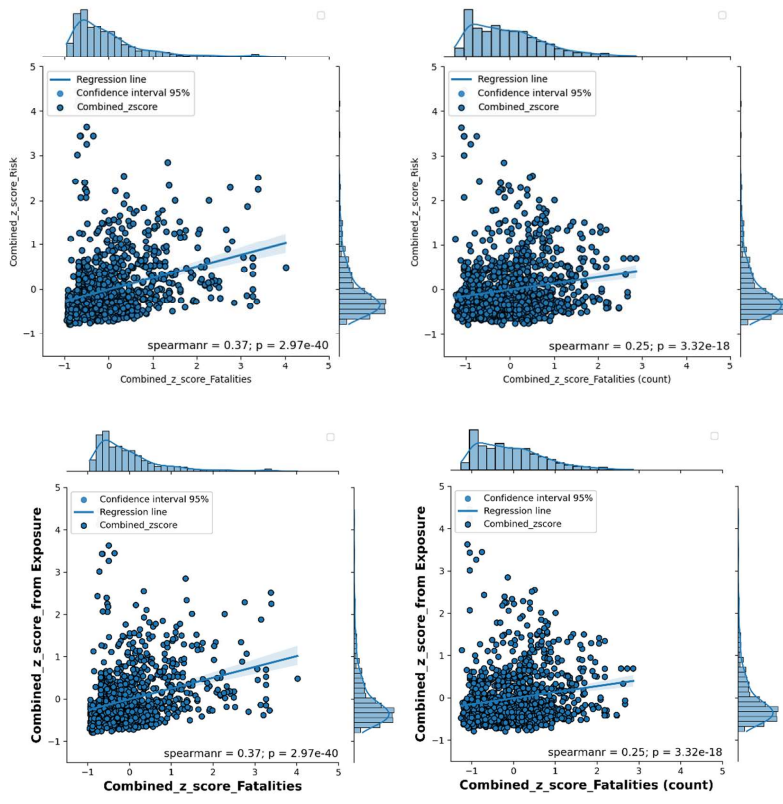 5
4
3
2
1
0
−1
Combined_z_score_Risk
Regression line
Confidence interval 95%
Combined_zscore
spearmanr = 0.37; p = 2.97e-40
−1 0 1 2 3 4 5
Combined_z_score_Fatalities
5
4
3
2
1
0
−1
Combined_z_score_Risk
Regression line
Confidence interval 95%
Combined_zscore
spearmanr = 0.25; p = 3.32e-18
−1 0 1 2 3 4 5
Combined_z_score_Fatalities (count)
5
4
3
2
1
0
−1
Combined_z_score_from Exposure
Confidence interval 95%
Regression line
Combined_zscore
spearmanr = 0.37; p = 2.97e-40
−1 0 1 2 3 4 5
Combined_z_score_Fatalities
5
4
3
2
1
0
−1
Combined_z_score_from Exposure
Confidence interval 95%
Regression line
Combined_zscore
spearmanr = 0.25; p = 3.32e-18
−1 0 1 2 3 4 5
Combined_z_score_Fatalities (count)